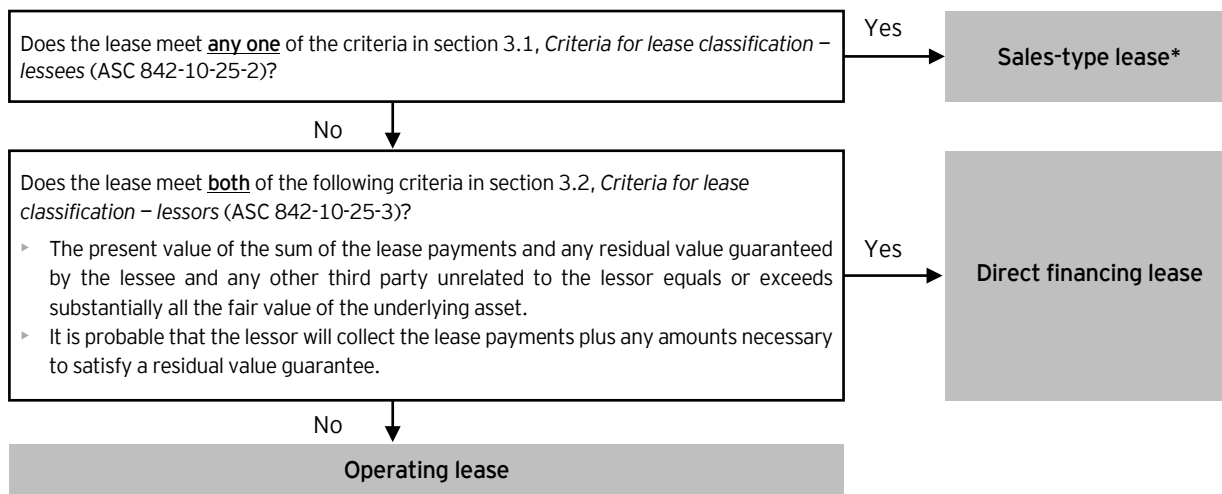 Does the lease meet any one of the criteria in section 3.1, Criteria for lease classification –
lessees (ASC 842-10-25-2)?
Yes
Sales-type lease*
No
Does the lease meet both of the following criteria in section 3.2, Criteria for lease
classification – lessors (ASC 842-10-25-3)?
► The present value of the sum of the lease payments and any residual value guaranteed
by the lessee and any other third party unrelated to the lessor equals or exceeds
substantially all the fair value of the underlying asset.
► It is probable that the lessor will collect the lease payments plus any amounts necessary
to satisfy a residual value guarantee.
Yes
Direct financing lease
No
Operating lease